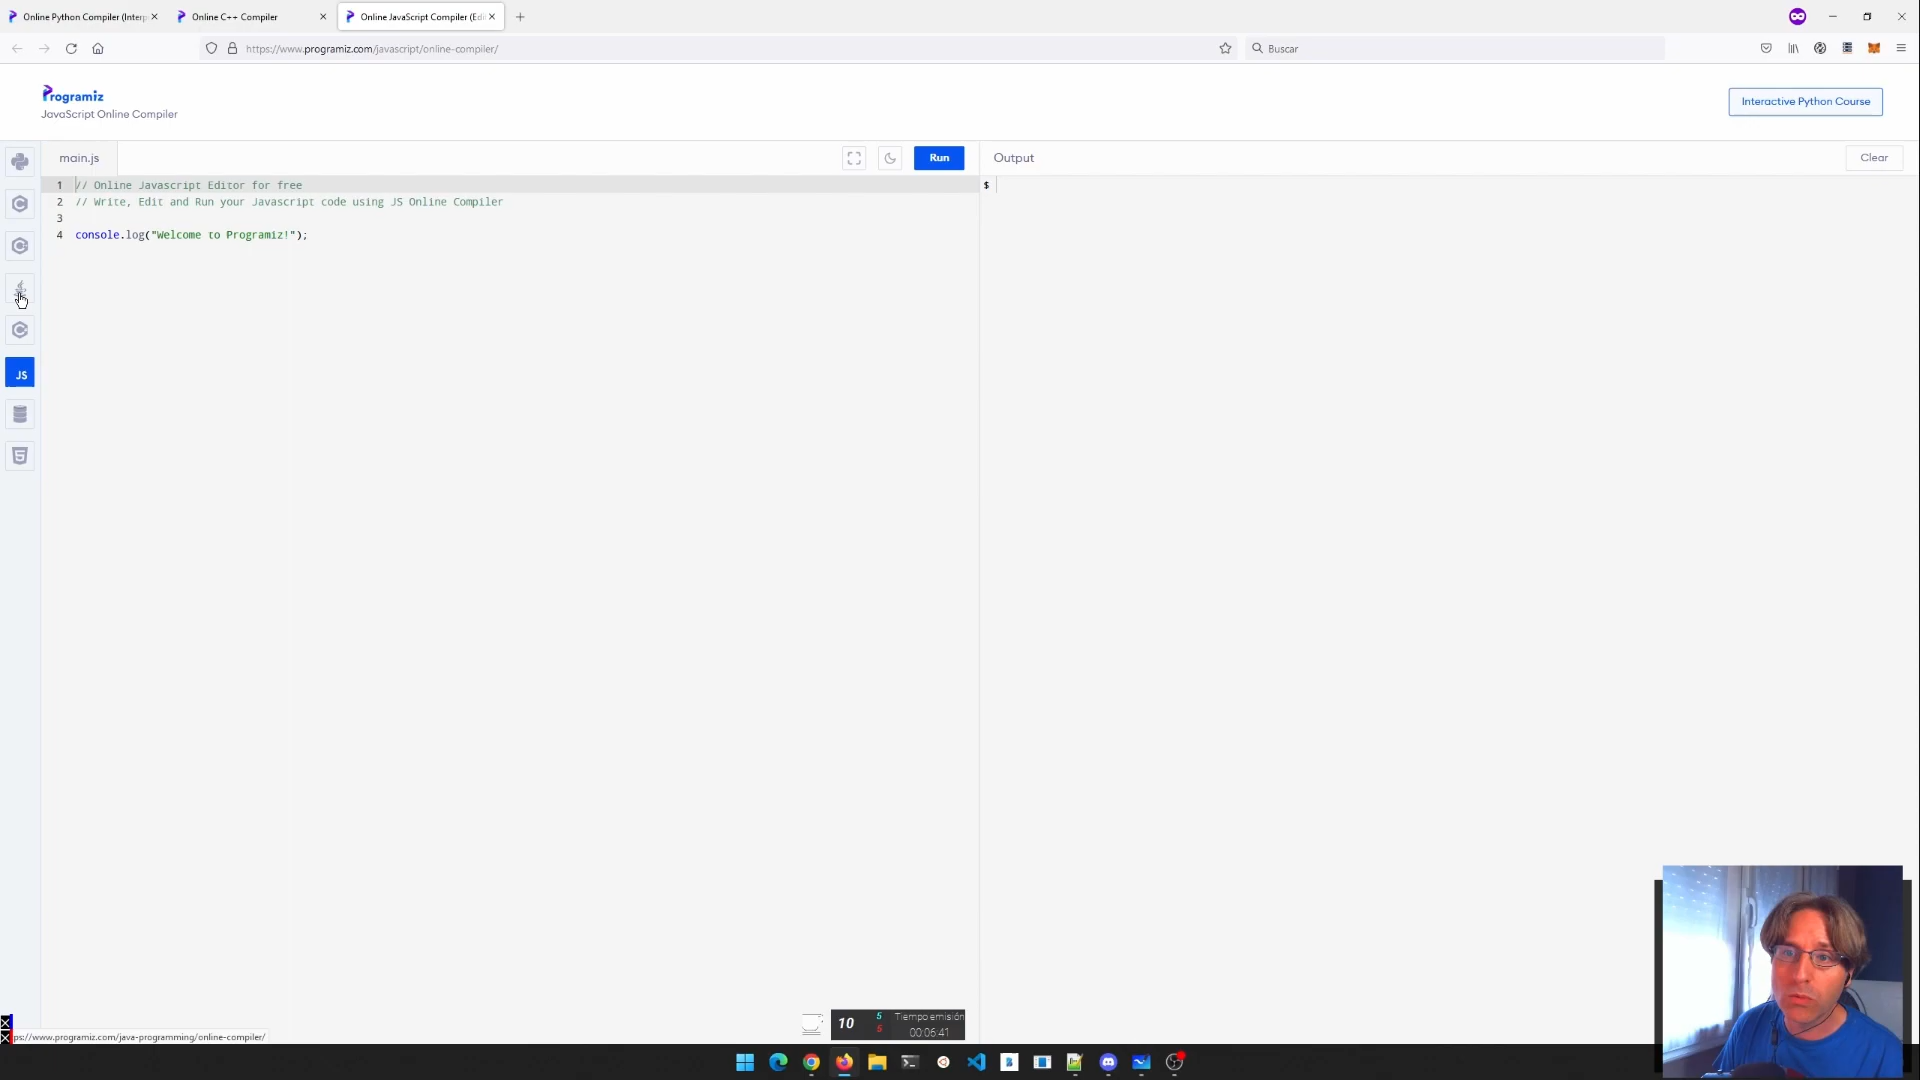 Online Python Compiler (Interp
Online C++ Compiler
Online JavaScript Compiler (Edi
https://www.programiz.com/javascript/online-compiler/
Buscar
Programiz
JavaScript Online Compiler
Interactive Python Course
main.js
Run
Output
Clear
1 // Online Javascript Editor for free
2 // Write, Edit and Run your Javascript code using JS Online Compiler
3
4 console.log("Welcome to Programiz!");
$
JS
10
5
5
Tiempo emisión
00:06:41
ps://www.programiz.com/java-programming/online-compiler/